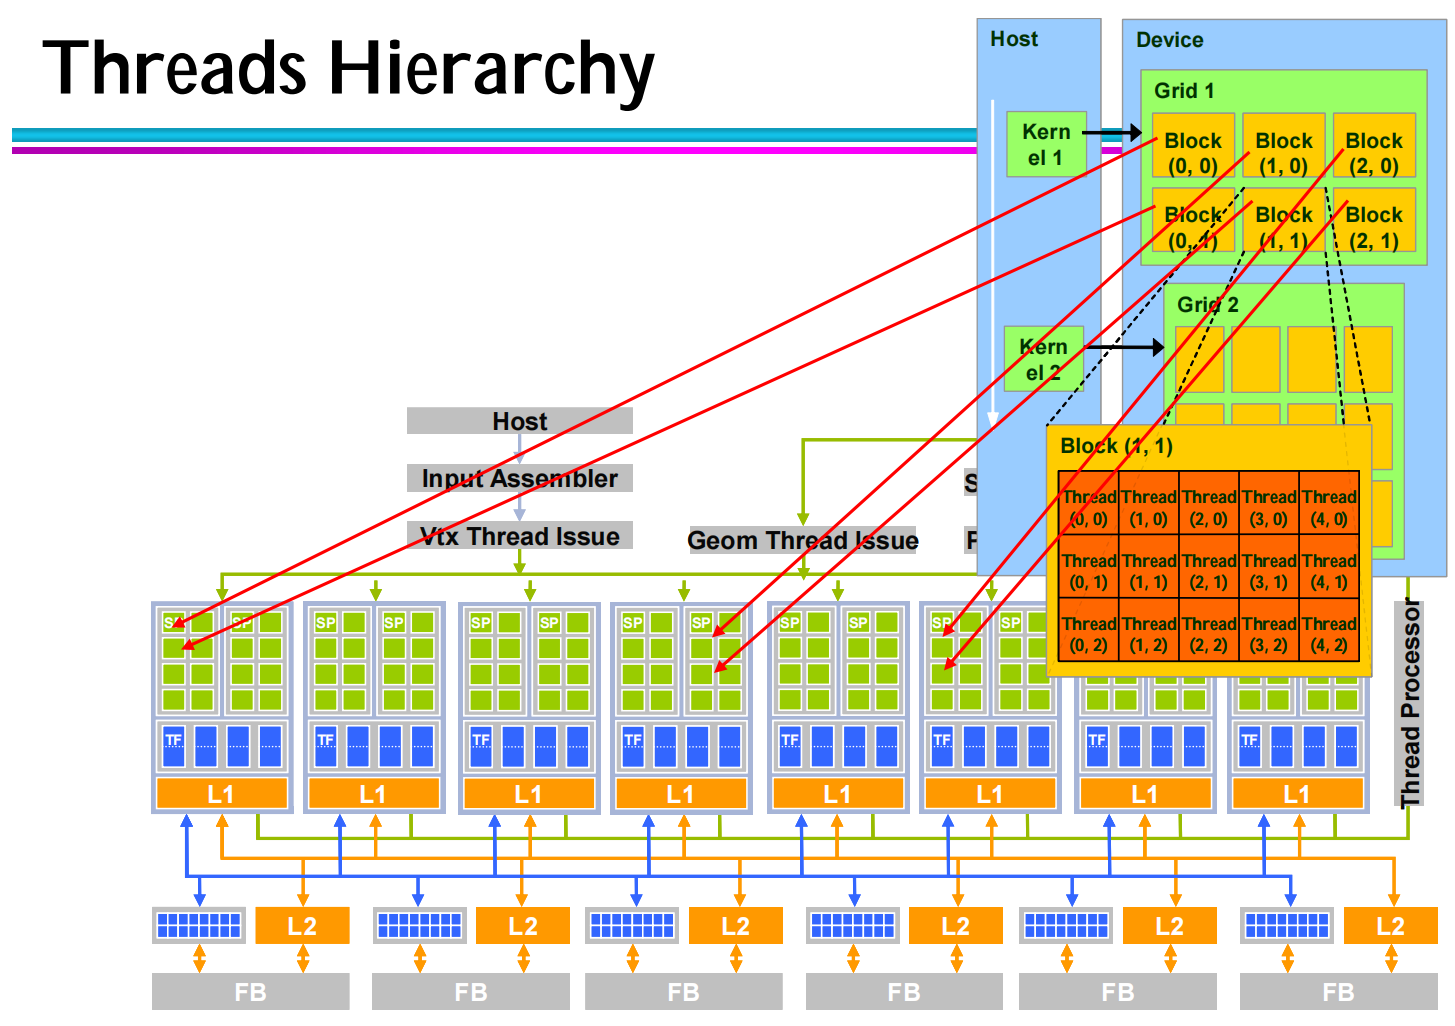 Threads Hierarchy
Host
Device
Grid 1
Kern
el 1
Block
(0, 0)
Block
(1, 0)
Block
(2, 0)
Block
(0, 1)
Block
(1, 1)
Block
(2, 1)
Grid 2
Kern
el 2
Host
Input Assembler
Vtx Thread Issue
Geom Thread Issue
S
P
Block (1, 1)
Thread
(0, 0)
Thread
(1, 0)
Thread
(2, 0)
Thread
(3, 0)
Thread
(4, 0)
Thread
(0, 1)
Thread
(1, 1)
Thread
(2, 1)
Thread
(3, 1)
Thread
(4, 1)
Thread
(0, 2)
Thread
(1, 2)
Thread
(2, 2)
Thread
(3, 2)
Thread
(4, 2)
Thread Processor
SP SP SP SP SP SP SP SP SP SP SP SP
TF TF TF TF TF TF TF TF
L1 L1 L1 L1 L1 L1 L1 L1
L2 L2 L2 L2 L2 L2
FB FB FB FB FB FB